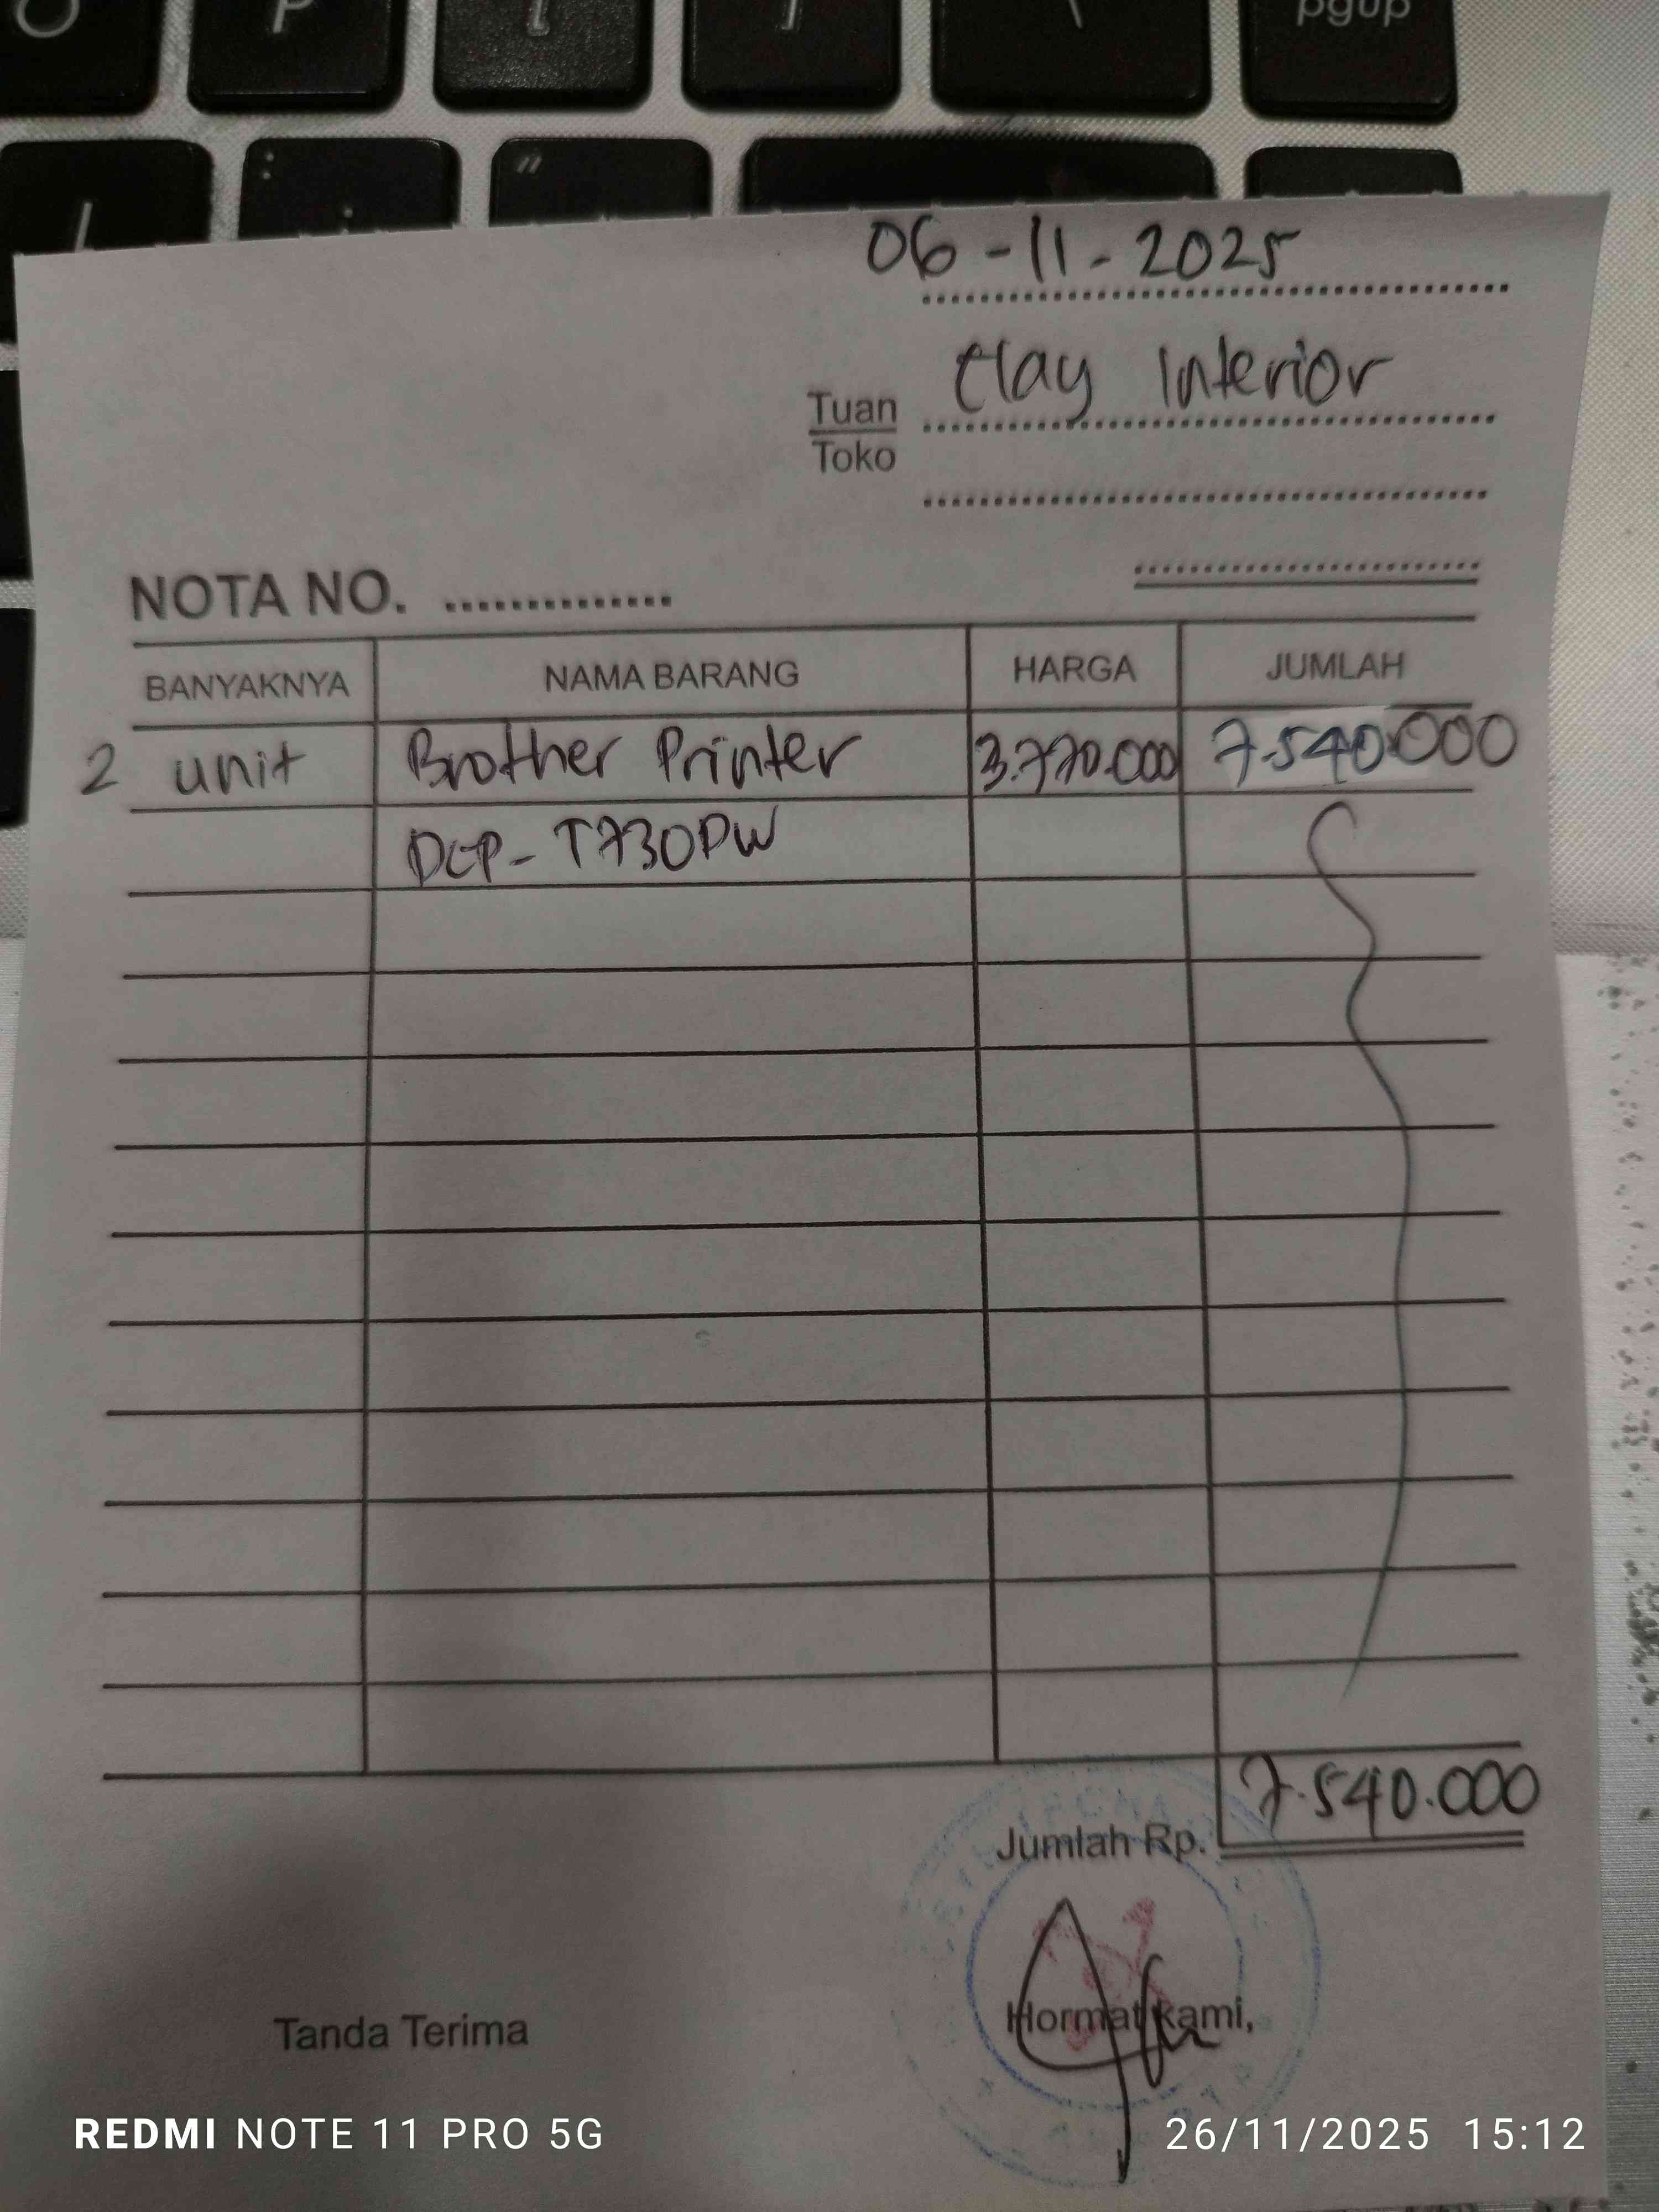 O P [ ] \ pgup
L : ; "
06-11-2025
Clay Interior
Tuan
Toko
NOTA NO. ..............
BANYAKNYA NAMA BARANG HARGA JUMLAH
2 unit Brother Printer 3.770.000 7.540.000
DCP-T730DW
7.540.000
Jumlah Rp.
Hormat kami,
Tanda Terima
REDMI NOTE 11 PRO 5G 26/11/2025 15:12